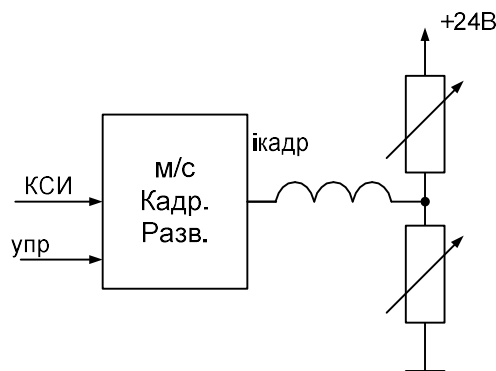 +24В
iкадр
м/с
Кадр.
Разв.
КСИ
упр